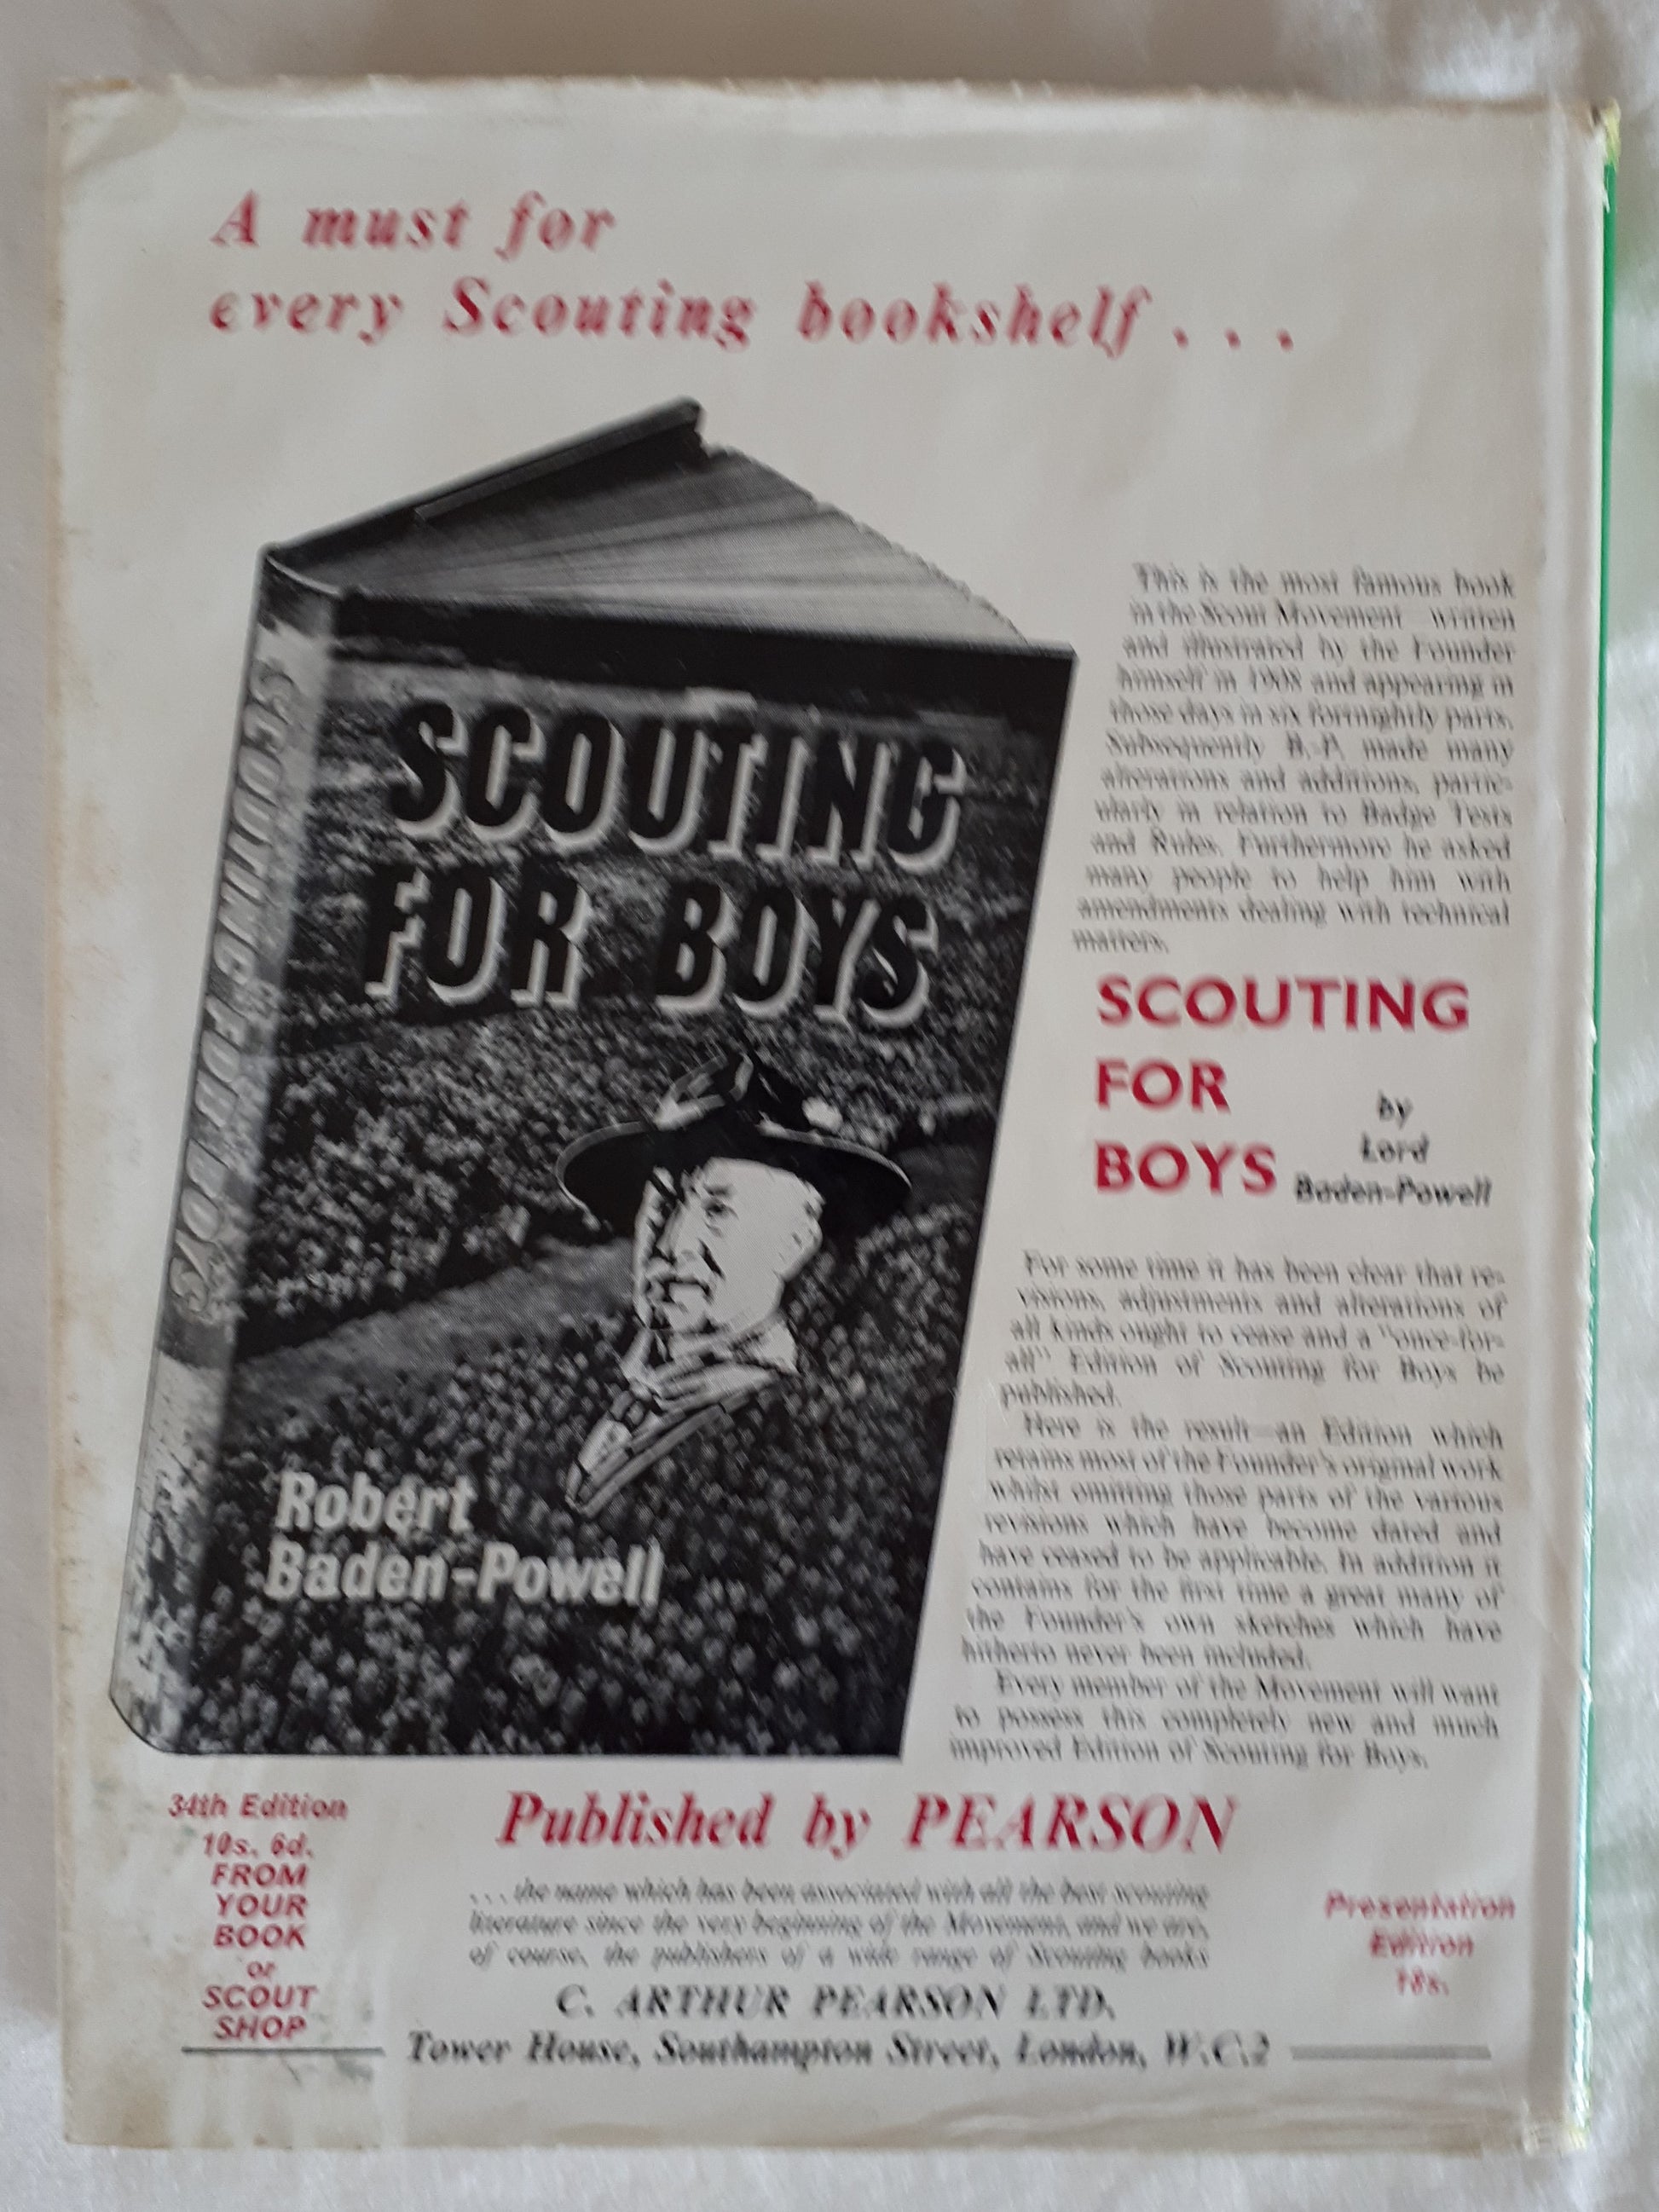 A must for
every Scouting bookshelf . . .
SCOUTING FOR BOYS
SCOUTING
FOR BOYS
Robert
Baden-Powell
This is the most famous book
in the Scout Movement written
and illustrated by the Founder
himself in 1908 and appearing in
those days in six fortnightly parts.
Subsequently B.-P. made many
alterations and additions, partic-
ularly in relation to Badge Tests
and Rules. Furthermore he asked
many people to help him with
amendments dealing with technical
matters.
SCOUTING
FOR
BOYS
by
Lord
Baden-Powell
For some time it has been clear that re-
visions, adjustments and alterations of
all kinds ought to cease and a "once-for-
all" Edition of Scouting for Boys be
published.
Here is the result—an Edition which
retains most of the Founder's original work
whilst omitting those parts of the various
revisions which have become dated and
have ceased to be applicable. In addition it
contains for the first time a great many of
the Founder's own sketches which have
hitherto never been included.
Every member of the Movement will want
to possess this completely new and much
improved Edition of Scouting for Boys.
34th Edition
10s. 6d.
FROM
YOUR
BOOK
or
SCOUT
SHOP
Published by PEARSON
. . . the name which has been associated with all the best scouting
literature since the very beginning of the Movement, and we are,
of course, the publishers of a wide range of Scouting books
C. ARTHUR PEARSON LTD.
Tower House, Southampton Street, London, W.C.2
Presentation
Edition
18s.